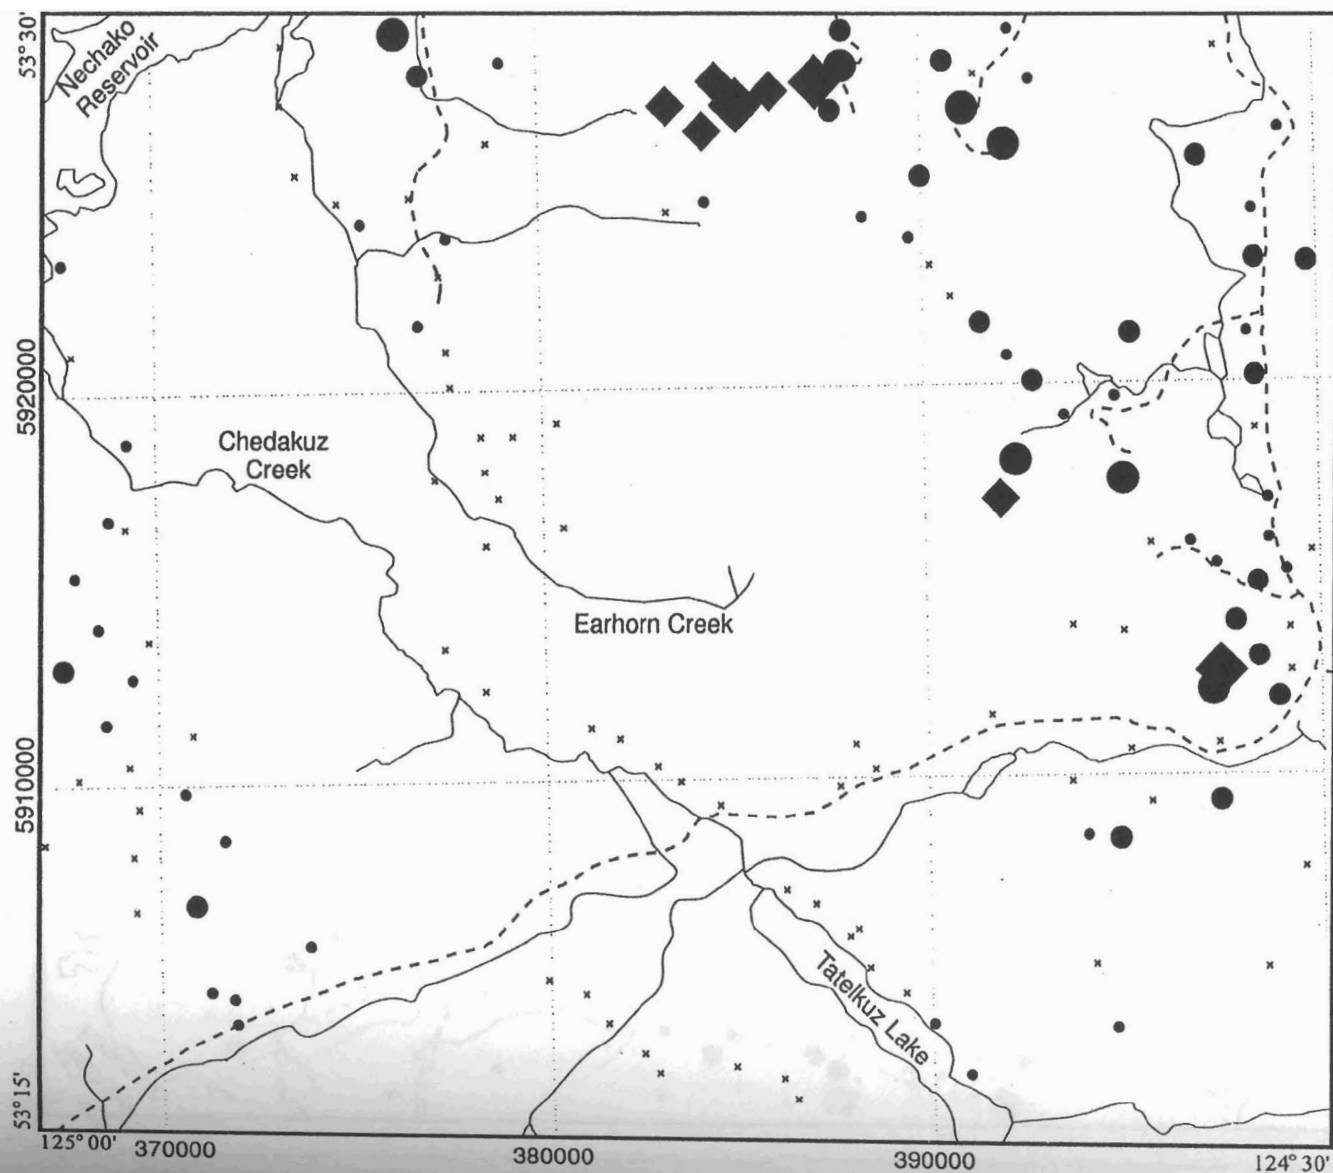 53° 30'
Nechako
Reservoir
5920000
Chedakuz
Creek
Earhorn Creek
5910000
Tatelkuz Lake
53° 15'
125° 00'
370000
380000
390000
124° 30'